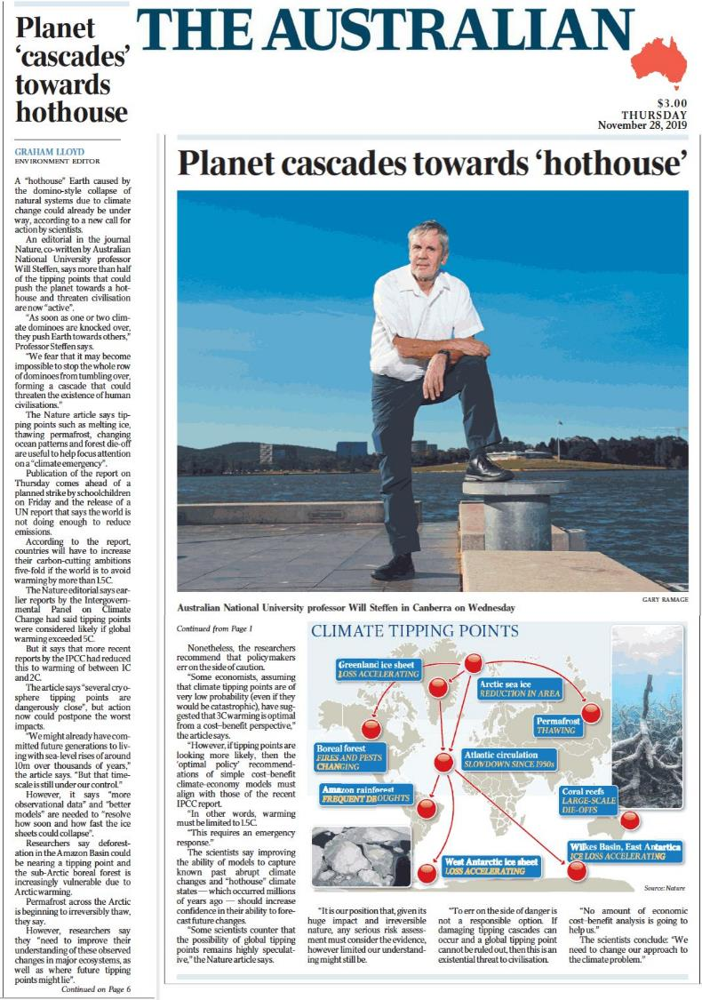 Planet
‘cascades’
towards
hothouse
THE AUSTRALIAN
$3.00
THURSDAY
November 28, 2019
GRAHAM LLOYD
ENVIRONMENT EDITOR
A “hothouse” Earth caused by
the domino-style collapse of
natural systems due to climate
change could already be under
way, according to a new call for
action by scientists.
An editorial in the journal
Nature, co-written by Australian
National University professor
Will Steffen, says more than half
of the tipping points that could
push the planet towards a hot-
house and threaten civilisation
are now “active”.
“As soon as one or two clim-
ate dominoes are knocked over,
they push Earth towards others,”
Professor Steffen says.
“We fear that it may become
impossible to stop the whole row
of dominoes from tumbling over,
forming a cascade that could
threaten the existence of human
civilisations.”
The Nature article says tip-
ping points such as melting ice,
thawing permafrost, changing
ocean patterns and forest die-off
are useful to help focus attention
on a “climate emergency”.
Publication of the report on
Thursday comes ahead of a
planned strike by schoolchildren
on Friday and the release of a
UN report that says the world is
not doing enough to reduce
emissions.
According to the report,
countries will have to increase
their carbon-cutting ambitions
five-fold if the world is to avoid
warming by more than 1.5C.
The Nature editorial says ear-
lier reports by the Intergovern-
mental Panel on Climate
Change had said tipping points
were considered likely if global
warming exceeded 5C.
But it says that more recent
reports by the IPCC had reduced
this to warming of between 1C
and 2C.
The article says “several cryo-
sphere tipping points are
dangerously close”, but action
now could postpone the worst
impacts.
“We might already have com-
mitted future generations to liv-
ing with sea-level rises of around
10m over thousands of years,”
the article says. “But that time-
scale is still under our control.”
However, it says “more
observational data” and “better
models” are needed to “resolve
how soon and how fast the ice
sheets could collapse”.
Researchers say deforest-
ation in the Amazon Basin could
be nearing a tipping point and
the sub-Arctic boreal forest is
increasingly vulnerable due to
Arctic warming.
Permafrost across the Arctic
is beginning to irreversibly thaw,
they say.
However, researchers say
they “need to improve their
understanding of these observed
changes in major ecosystems, as
well as where future tipping
points might lie”.
Continued on Page 6
Planet cascades towards ‘hothouse’
GARY RAMAGE
Australian National University professor Will Steffen in Canberra on Wednesday
Continued from Page 1
Nonetheless, the researchers
recommend that policymakers
err on the side of caution.
“Some economists, assuming
that climate tipping points are of
very low probability (even if they
would be catastrophic), have sug-
gested that 3C warming is optimal
from a cost–benefit perspective,”
the article says.
“However, if tipping points are
looking more likely, then the
‘optimal policy’ recommend-
ations of simple cost–benefit
climate-economy models must
align with those of the recent
IPCC report.
“In other words, warming
must be limited to 1.5C.
“This requires an emergency
response.”
The scientists say improving
the ability of models to capture
known past abrupt climate
changes and “hothouse” climate
states — which occurred millions
of years ago — should increase
confidence in their ability to fore-
cast future changes.
“Some scientists counter that
the possibility of global tipping
points remains highly speculat-
ive,” the Nature article says.
CLIMATE TIPPING POINTS
Greenland ice sheet
LOSS ACCELERATING
Arctic sea ice
REDUCTION IN AREA
Permafrost
THAWING
Boreal forest
FIRES AND PESTS
CHANGING
Atlantic circulation
SLOWDOWN SINCE 1950s
Amazon rainforest
FREQUENT DROUGHTS
Coral reefs
LARGE-SCALE
DIE-OFFS
Wilkes Basin, East Antartica
ICE LOSS ACCELERATING
West Antarctic ice sheet
LOSS ACCELERATING
Source: Nature
“It is our position that, given its
huge impact and irreversible
nature, any serious risk assess-
ment must consider the evidence,
however limited our understand-
ing might still be.
“To err on the side of danger is
not a responsible option. If
damaging tipping cascades can
occur and a global tipping point
cannot be ruled out, then this is an
existential threat to civilisation.
“No amount of economic
cost–benefit analysis is going to
help us.”
The scientists conclude: “We
need to change our approach to
the climate problem.”